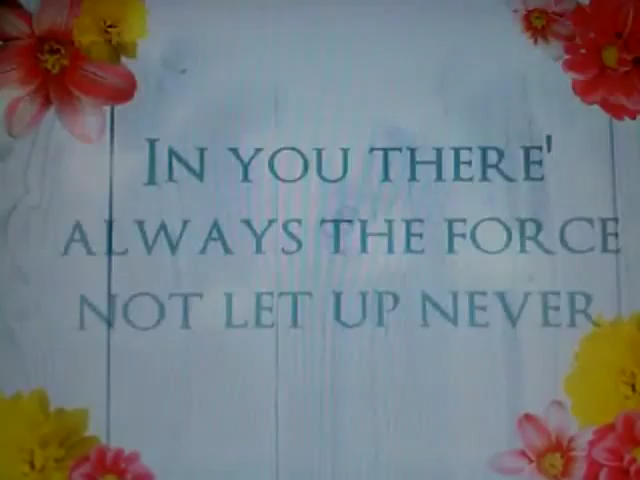 IN YOU THERE'
ALWAYS THE FORCE
NOT LET UP NEVER